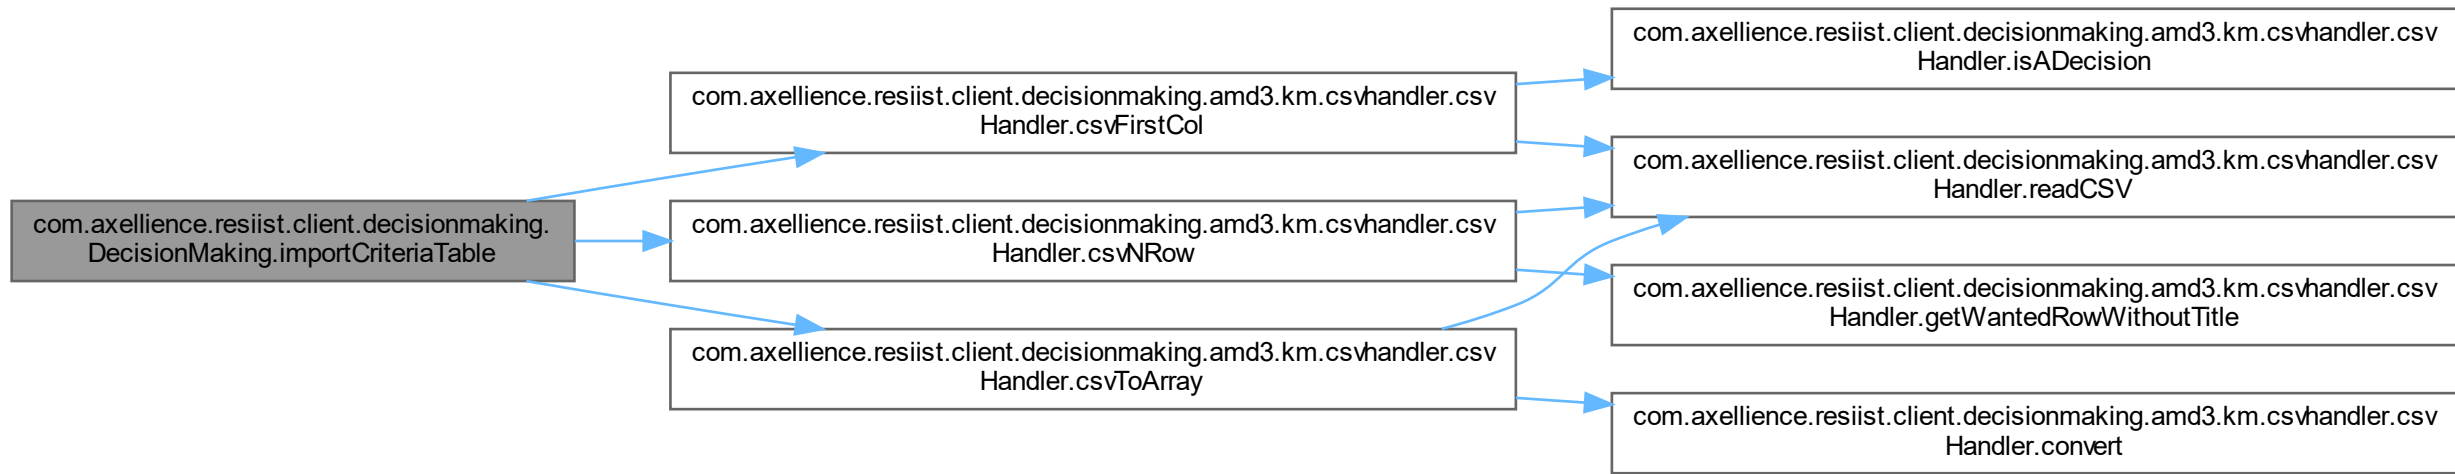 com.axellience.resiist.client.decisionmaking.
DecisionMaking.importCriteriaTable
com.axellience.resiist.client.decisionmaking.amd3.km.csvhandler.csv
Handler.csvFirstCol
com.axellience.resiist.client.decisionmaking.amd3.km.csvhandler.csv
Handler.csvNRow
com.axellience.resiist.client.decisionmaking.amd3.km.csvhandler.csv
Handler.csvToArray
com.axellience.resiist.client.decisionmaking.amd3.km.csvhandler.csv
Handler.isADecision
com.axellience.resiist.client.decisionmaking.amd3.km.csvhandler.csv
Handler.readCSV
com.axellience.resiist.client.decisionmaking.amd3.km.csvhandler.csv
Handler.getWantedRowWithoutTitle
com.axellience.resiist.client.decisionmaking.amd3.km.csvhandler.csv
Handler.convert